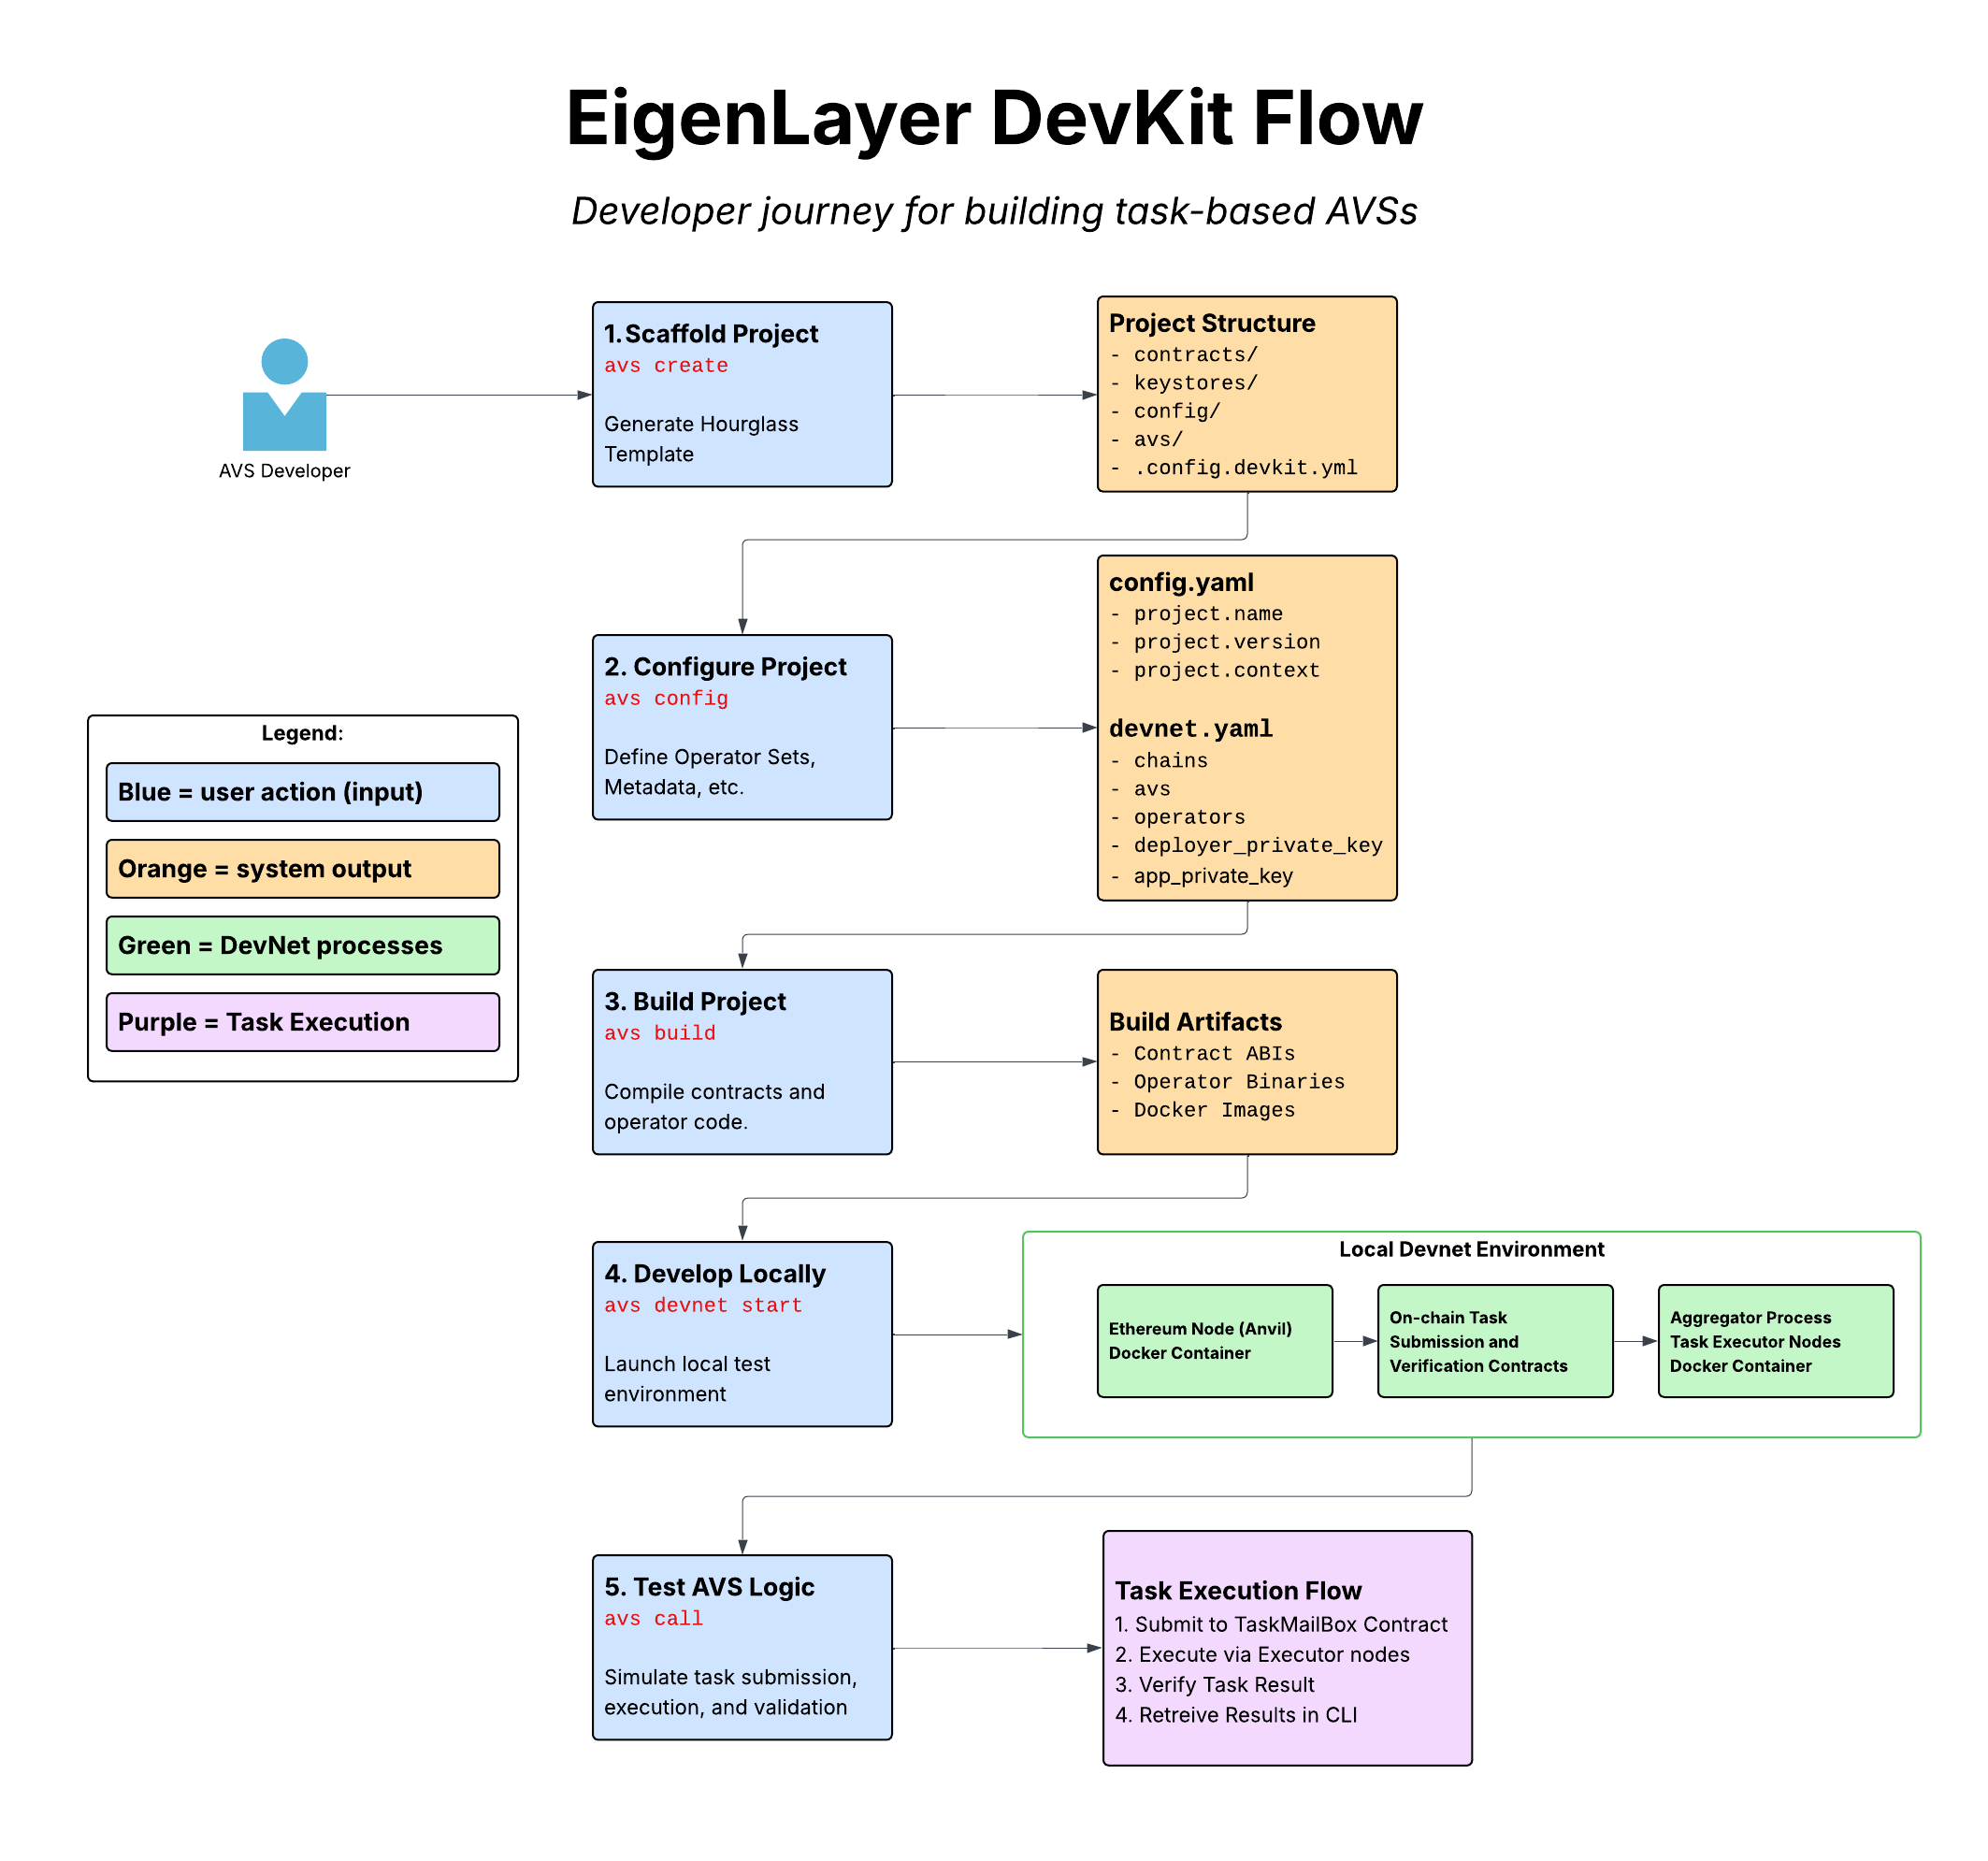 EigenLayer DevKit Flow
Developer journey for building task-based AVSs
AVS Developer
1. Scaffold Project
avs create
Generate Hourglass
Template
Project Structure
- contracts/
- keystores/
- config/
- avs/
- .config.devkit.yml
2. Configure Project
avs config
Define Operator Sets,
Metadata, etc.
config.yaml
- project.name
- project.version
- project.context
devnet.yaml
- chains
- avs
- operators
- deployer_private_key
- app_private_key
Legend:
Blue = user action (input)
Orange = system output
Green = DevNet processes
Purple = Task Execution
3. Build Project
avs build
Compile contracts and
operator code.
Build Artifacts
- Contract ABIs
- Operator Binaries
- Docker Images
4. Develop Locally
avs devnet start
Launch local test
environment
Local Devnet Environment
Ethereum Node (Anvil)
Docker Container
On-chain Task
Submission and
Verification Contracts
Aggregator Process
Task Executor Nodes
Docker Container
5. Test AVS Logic
avs call
Simulate task submission,
execution, and validation
Task Execution Flow
1. Submit to TaskMailBox Contract
2. Execute via Executor nodes
3. Verify Task Result
4. Retreive Results in CLI